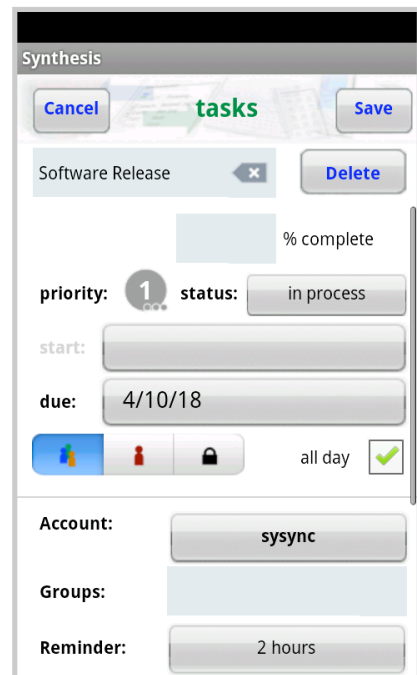 Synthesis
Cancel tasks Save
Software Release Delete
% complete
priority: 1 status: in process
start:
due: 4/10/18
all day
Account: sysync
Groups:
Reminder: 2 hours